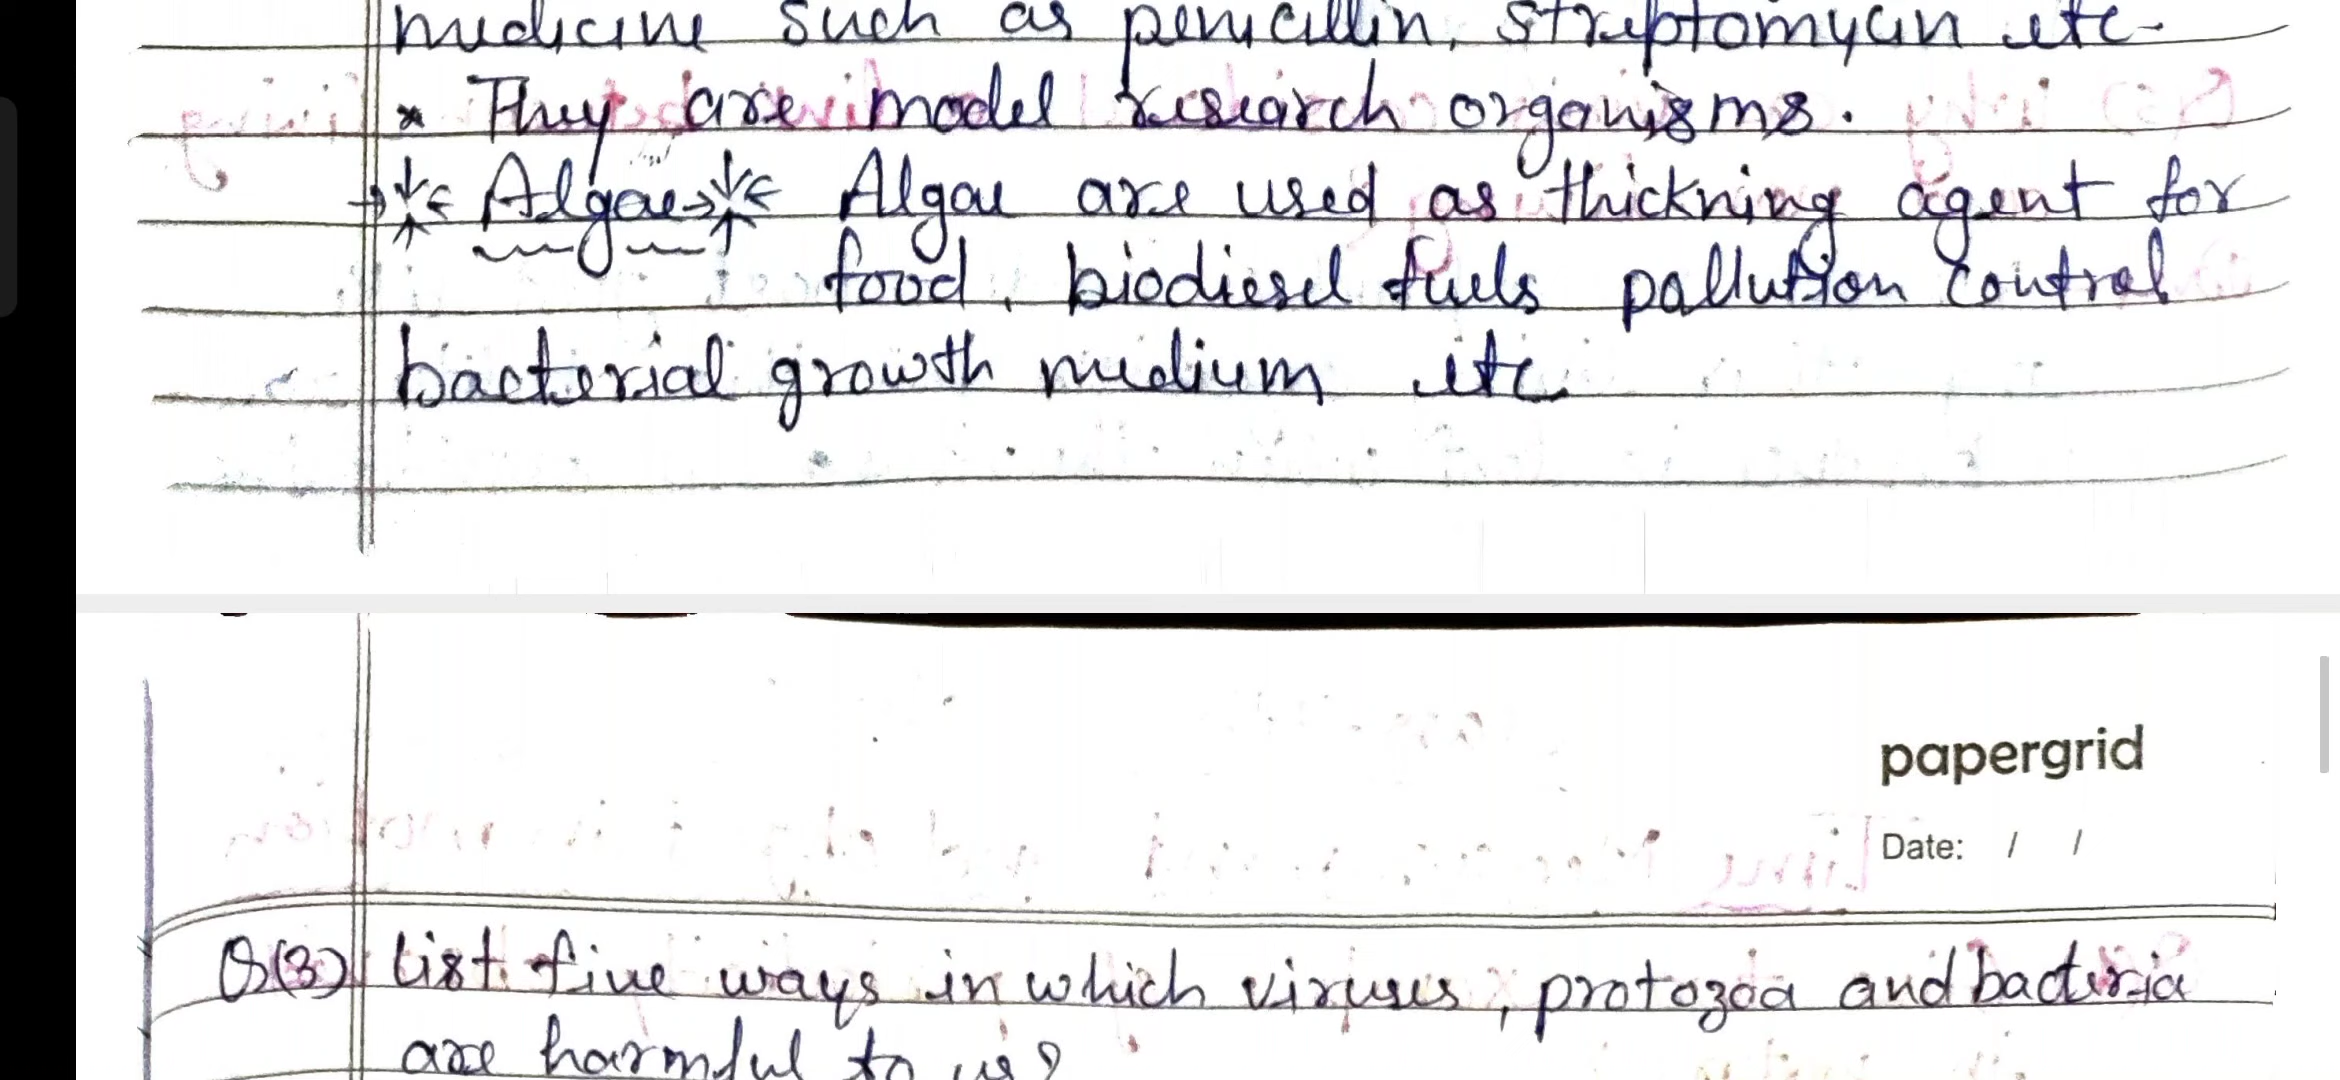 medicine such as penicillin, streptomycin etc-
* They are model research organisms.
Algae Algae are used as thickning agent for
food, biodiesel fuels pollution control
bacterial growth medium etc.
papergrid
Date: / /
Q(3) List five ways in which viruses, protozoa and bacteria
are harmful to us?